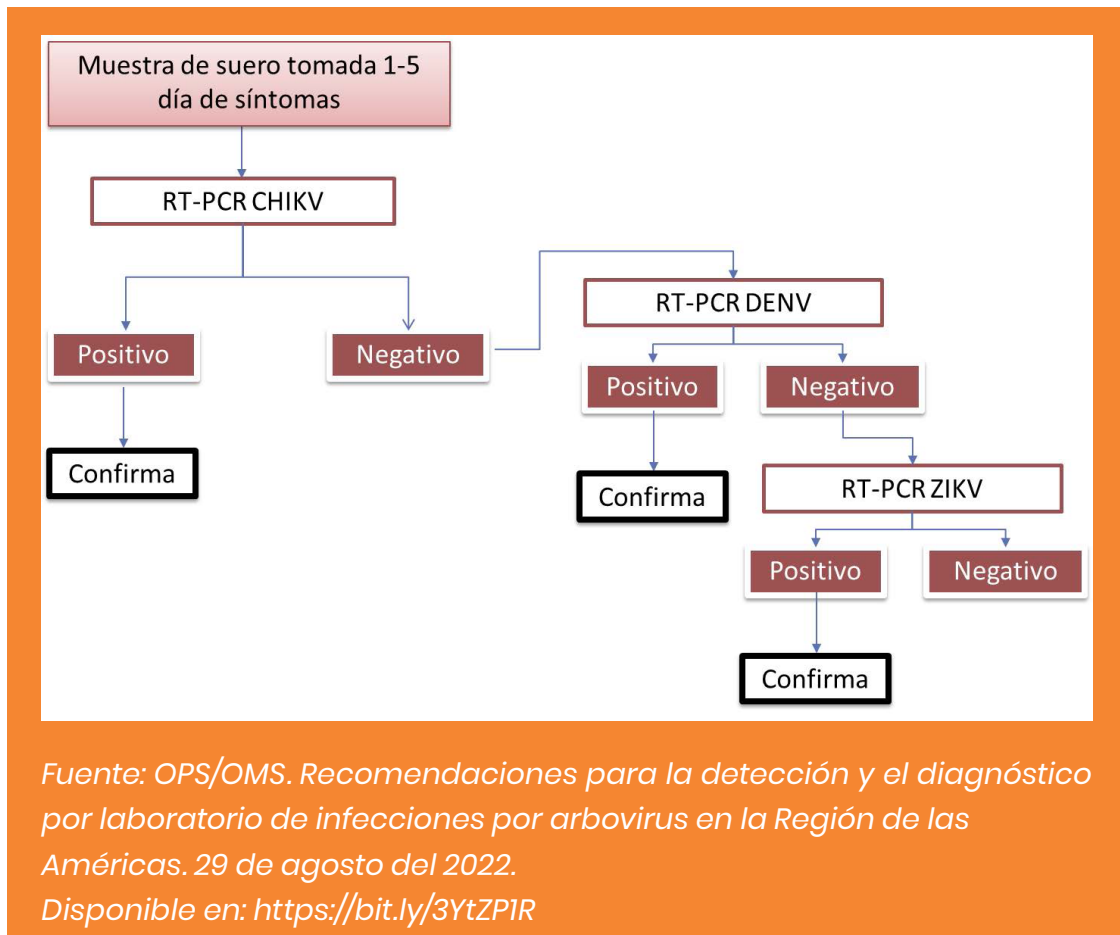 Muestra de suero tomada 1-5
día de síntomas
RT-PCR CHIKV
Positivo
Negativo
Confirma
RT-PCR DENV
Positivo
Negativo
Confirma
RT-PCR ZIKV
Positivo
Negativo
Confirma
Fuente: OPS/OMS. Recomendaciones para la detección y el diagnóstico
por laboratorio de infecciones por arbovirus en la Región de las
Américas. 29 de agosto del 2022.
Disponible en: https://bit.ly/3YtZP1R